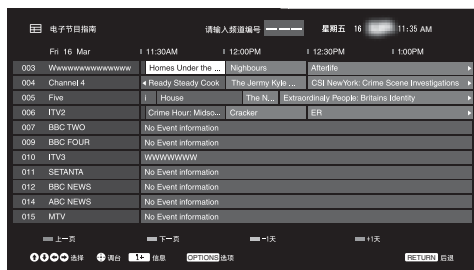 电子节目指南 请输入频道编号 ——— 星期五 16 11:35 AM
Fri 16 Mar 11:30AM 12:00PM 12:30PM 1:00PM
003 Wwwwwwwwwwwwww Homes Under the ... Nighbours Afterlife
004 Channel 4 Ready Steady Cook The Jermy Kyle ... CSI NewYork: Crime Scene Investigations
005 Five i House The N... Extraordinaly People: Britains Identity
006 ITV2 Crime Hour: Midso... Cracker ER
007 BBC TWO No Event information
009 BBC FOUR No Event information
010 ITV3 WWWWWWW
011 SETANTA No Event information
012 BBC NEWS No Event information
014 ABC NEWS No Event information
015 MTV No Event information
上一页 下一页 −1天 +1天
选择 调台 信息 OPTIONS 选项 RETURN 后退